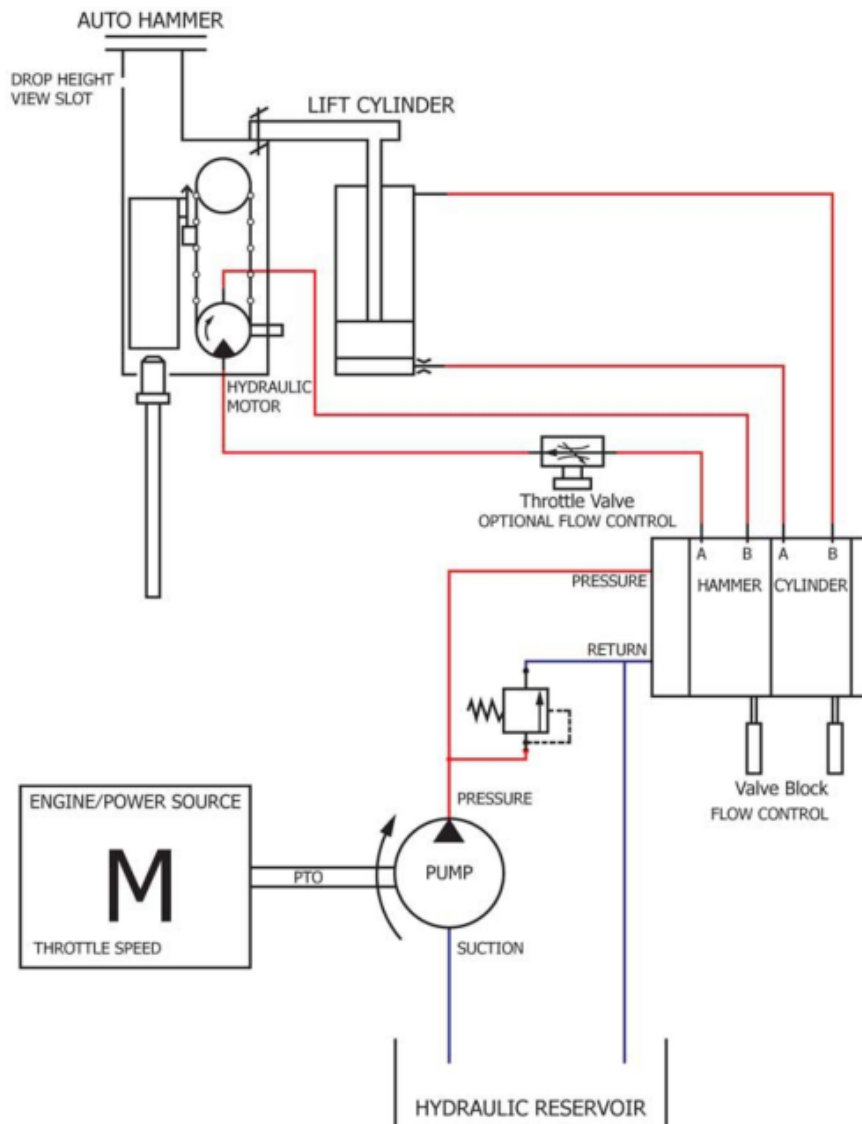 AUTO HAMMER
DROP HEIGHT
VIEW SLOT
LIFT CYLINDER
HYDRAULIC
MOTOR
Throttle Valve
OPTIONAL FLOW CONTROL
A B A B
PRESSURE
HAMMER
CYLINDER
RETURN
Valve Block
FLOW CONTROL
ENGINE/POWER SOURCE
PRESSURE
M
PTO
PUMP
THROTTLE SPEED
SUCTION
HYDRAULIC RESERVOIR